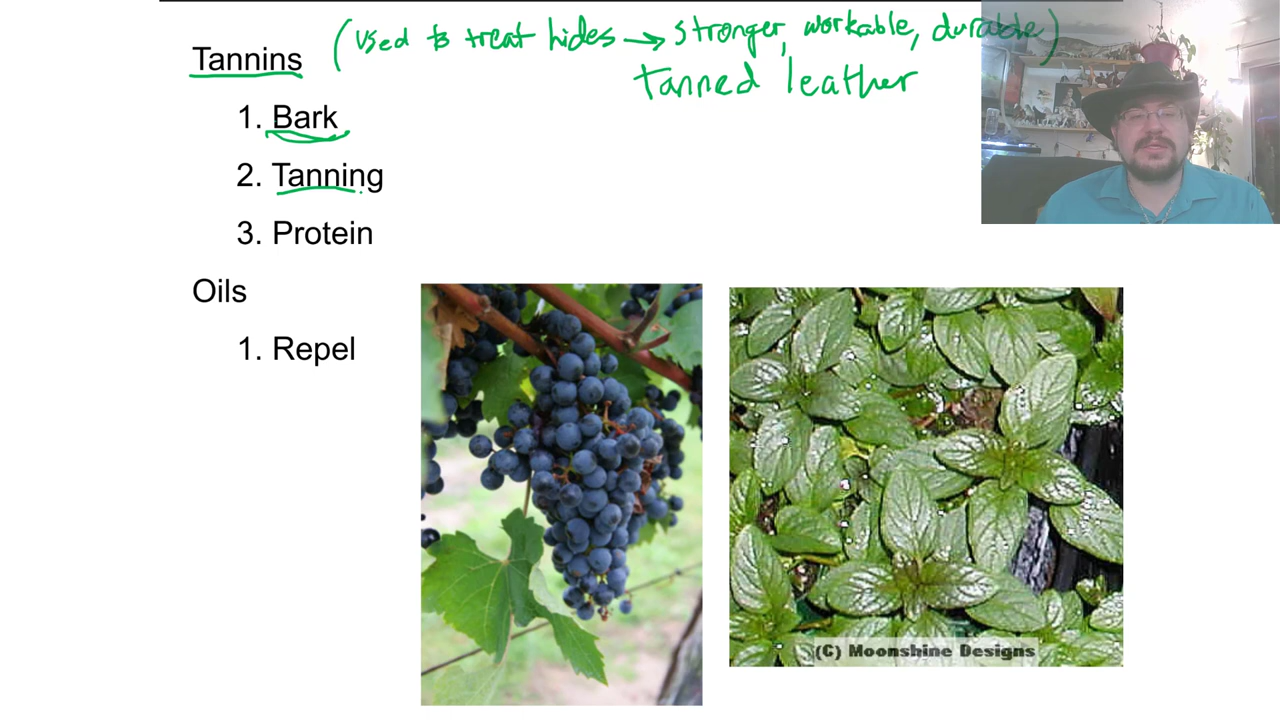 Tannins (used to treat hides → stronger, workable, durable)
tanned leather
1. Bark
2. Tanning
3. Protein
Oils
1. Repel
(C) Moonshine Designs